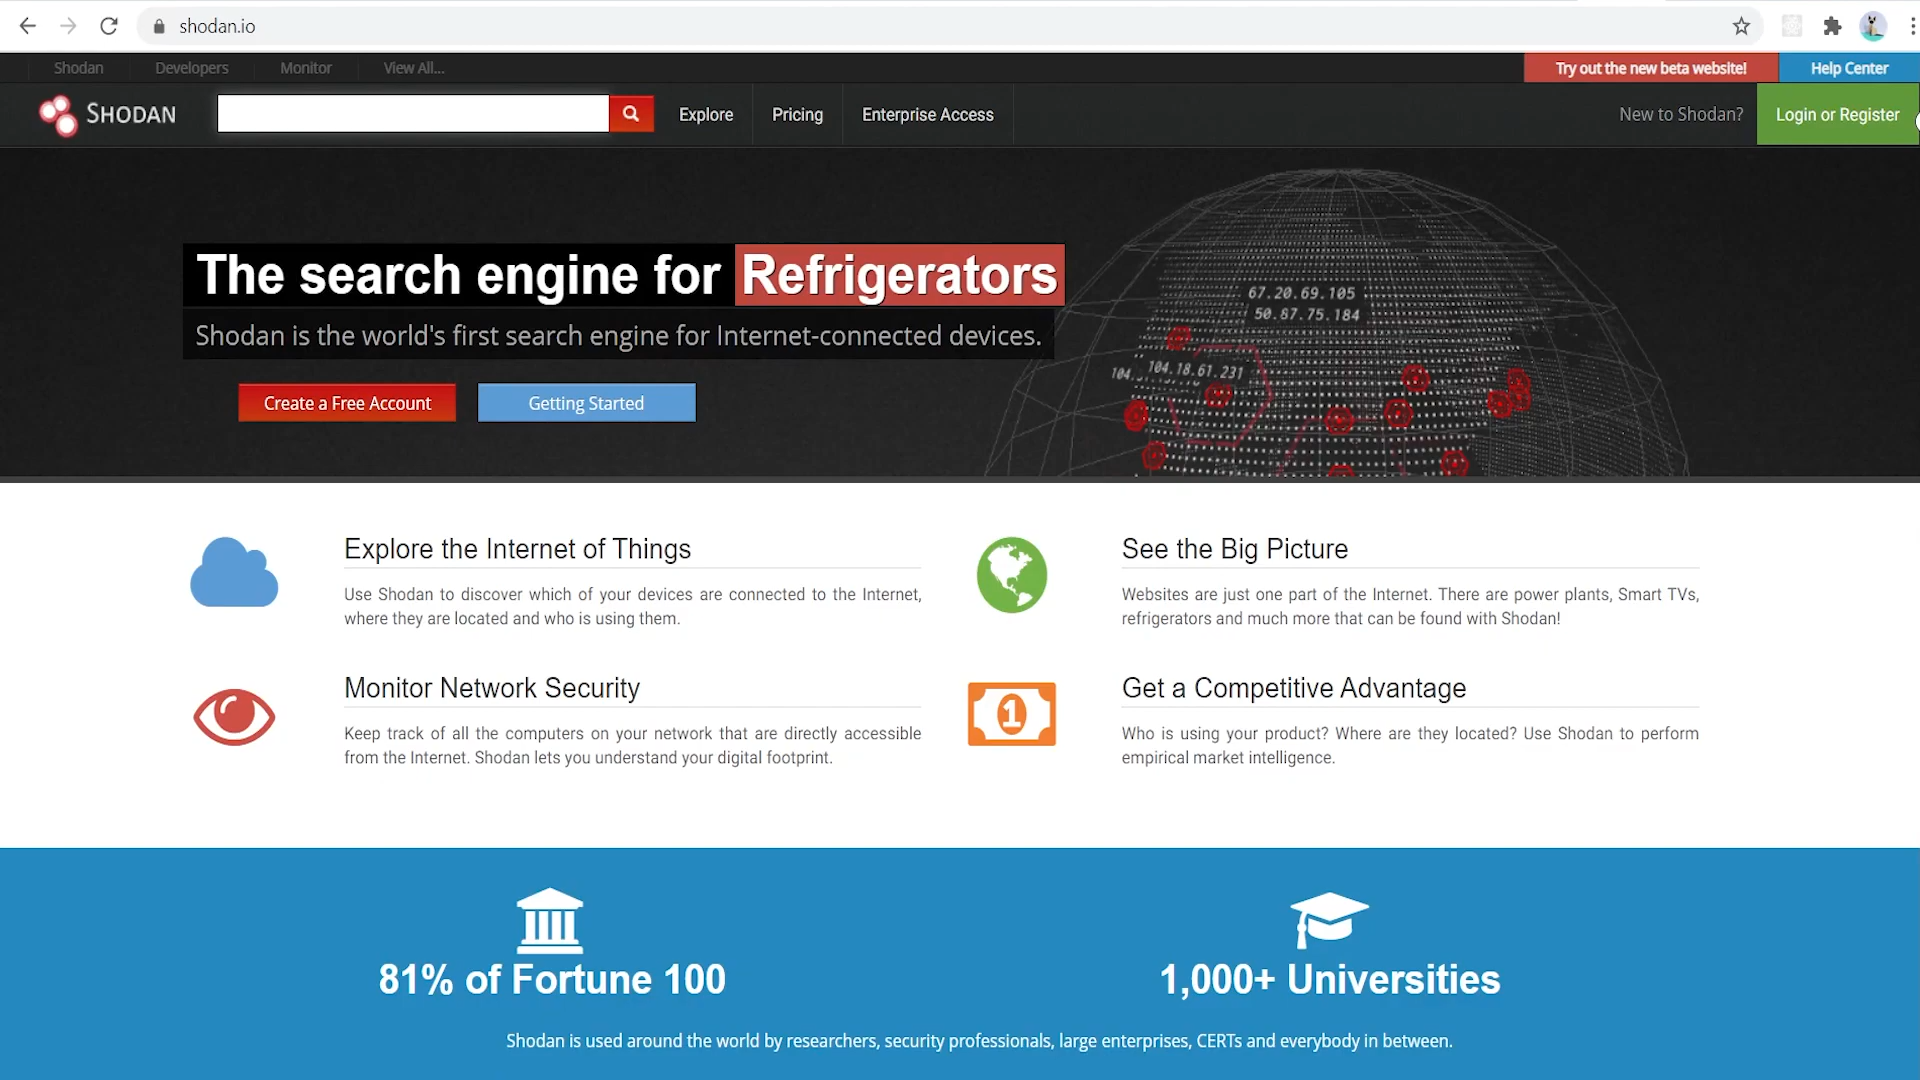 shodan.io
Shodan Developers Monitor View All... Try out the new beta website! Help Center
SHODAN Explore Pricing Enterprise Access New to Shodan? Login or Register
The search engine for Refrigerators
Shodan is the world's first search engine for Internet-connected devices.
Create a Free Account Getting Started
67.20.69.105
50.87.75.184
104. 104.18.61.231
Explore the Internet of Things
Use Shodan to discover which of your devices are connected to the Internet,
where they are located and who is using them.
See the Big Picture
Websites are just one part of the Internet. There are power plants, Smart TVs,
refrigerators and much more that can be found with Shodan!
Monitor Network Security
Keep track of all the computers on your network that are directly accessible
from the Internet. Shodan lets you understand your digital footprint.
1
Get a Competitive Advantage
Who is using your product? Where are they located? Use Shodan to perform
empirical market intelligence.
81% of Fortune 100
1,000+ Universities
Shodan is used around the world by researchers, security professionals, large enterprises, CERTs and everybody in between.